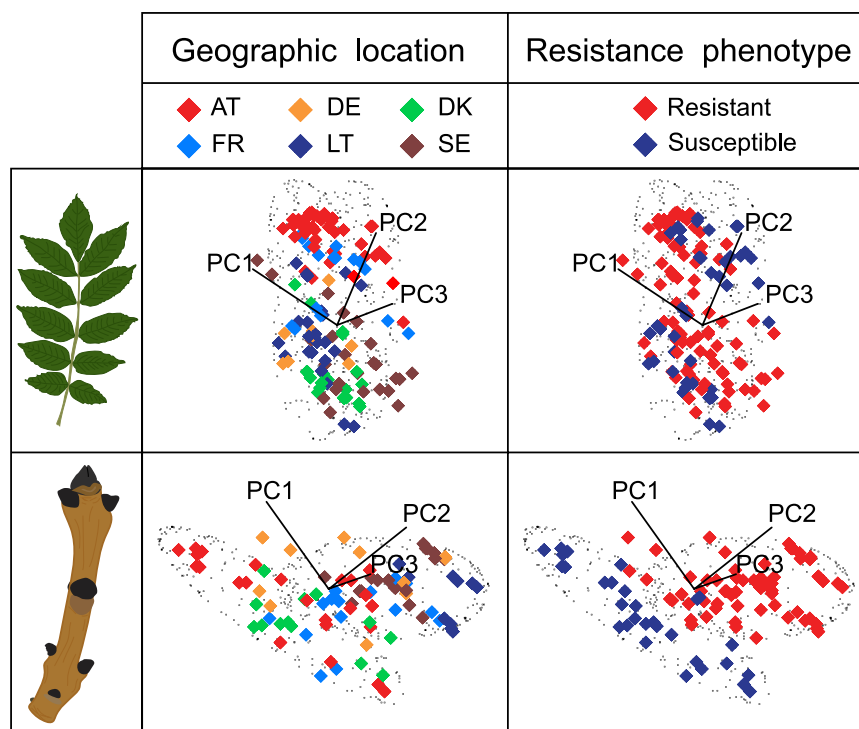 Geographic location
Resistance phenotype
AT DE DK
FR LT SE
Resistant
Susceptible
PC1
PC2
PC3
PC1
PC2
PC3
PC1
PC2
PC3
PC1
PC2
PC3